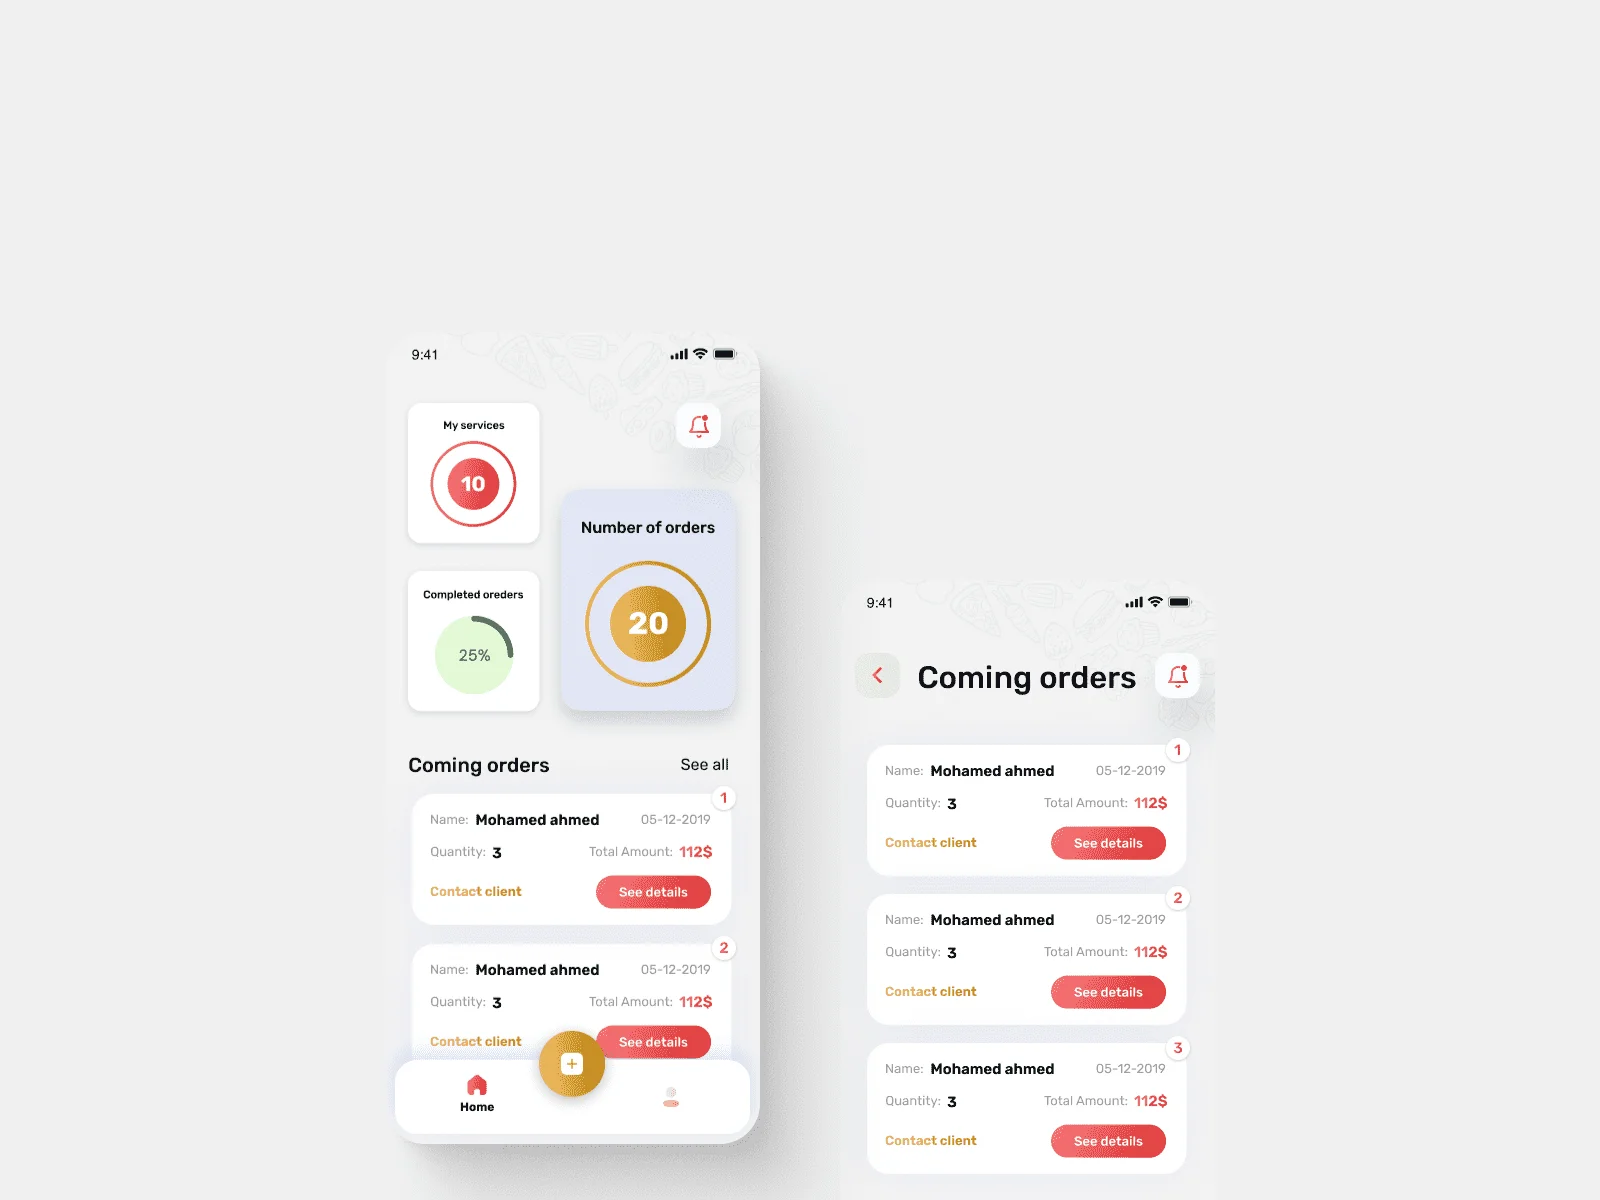 9:41
My services
10
Number of orders
20
Completed oreders
25%
Coming orders See all
1
Name: Mohamed ahmed 05-12-2019
Quantity: 3 Total Amount: 112$
Contact client See details
2
Name: Mohamed ahmed 05-12-2019
Quantity: 3 Total Amount: 112$
Contact client See details
Home
9:41
Coming orders
1
Name: Mohamed ahmed 05-12-2019
Quantity: 3 Total Amount: 112$
Contact client See details
2
Name: Mohamed ahmed 05-12-2019
Quantity: 3 Total Amount: 112$
Contact client See details
3
Name: Mohamed ahmed 05-12-2019
Quantity: 3 Total Amount: 112$
Contact client See details